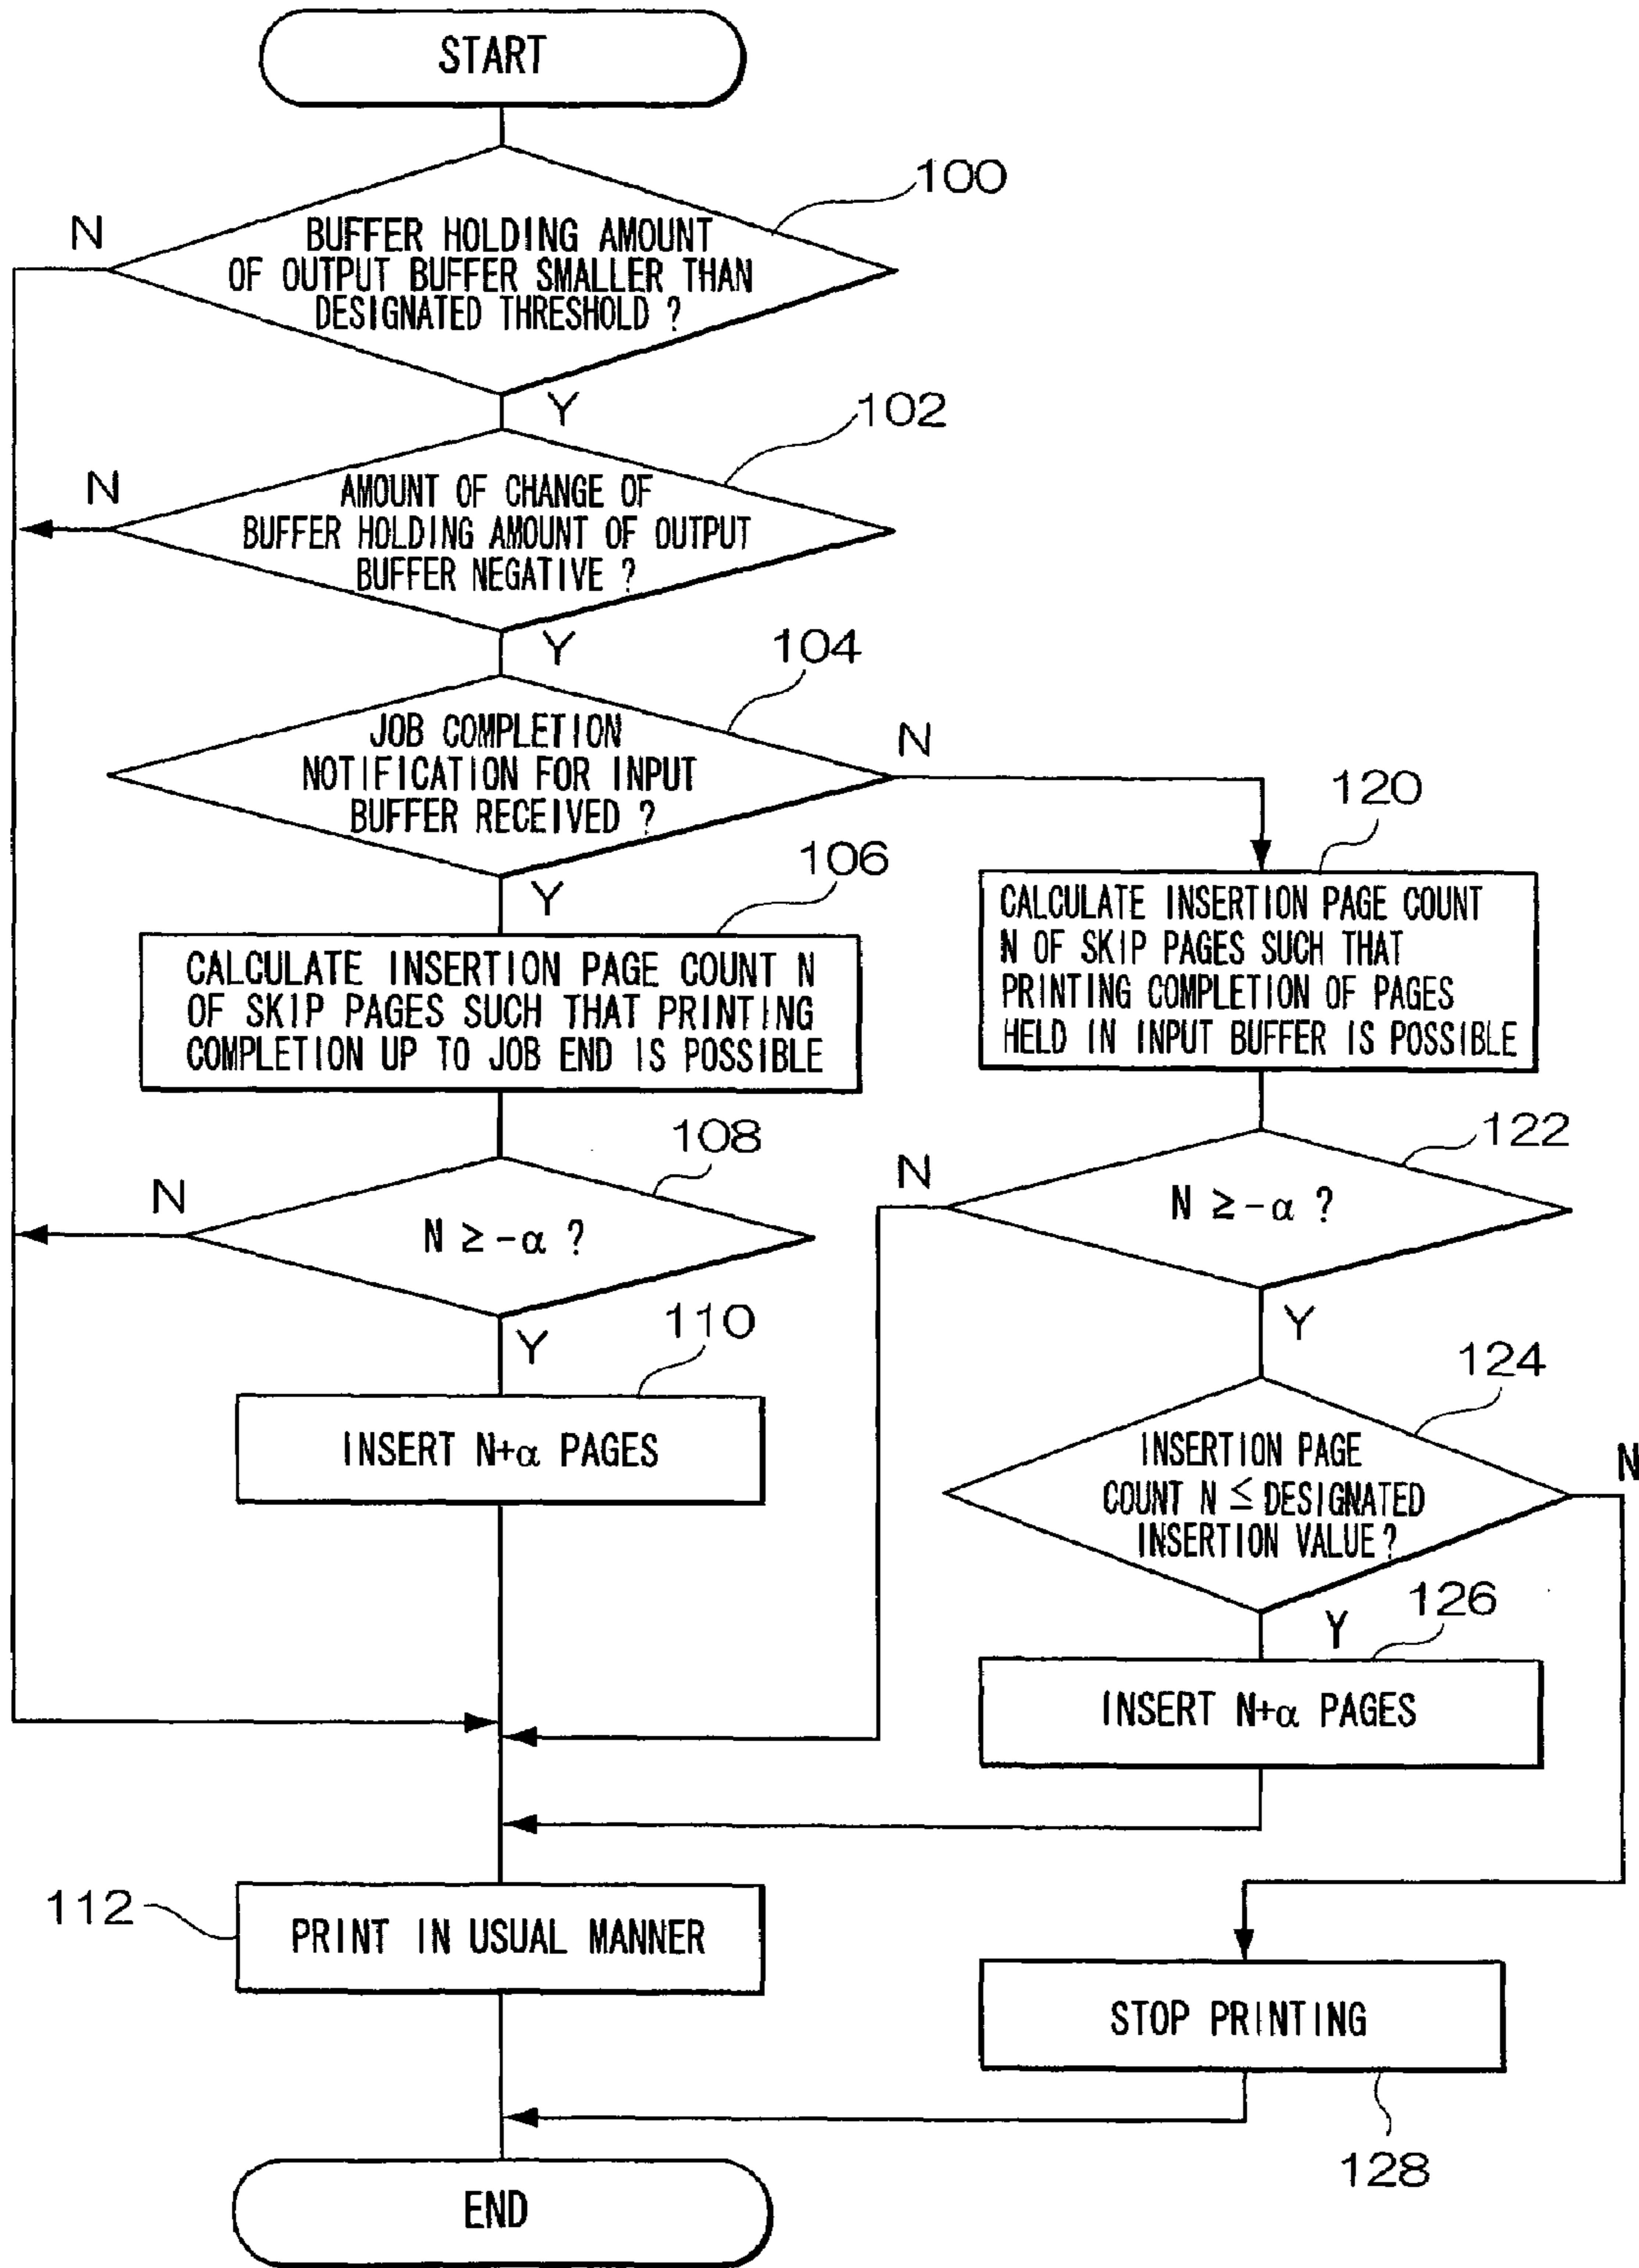 START
100
N
BUFFER HOLDING AMOUNT
OF OUTPUT BUFFER SMALLER THAN
DESIGNATED THRESHOLD ?
Y
102
N
AMOUNT OF CHANGE OF
BUFFER HOLDING AMOUNT OF OUTPUT
BUFFER NEGATIVE ?
Y
104
JOB COMPLETION
NOTIFICATION FOR INPUT
BUFFER RECEIVED ?
N
Y
106
CALCULATE INSERTION PAGE COUNT N
OF SKIP PAGES SUCH THAT PRINTING
COMPLETION UP TO JOB END IS POSSIBLE
120
CALCULATE INSERTION PAGE COUNT
N OF SKIP PAGES SUCH THAT
PRINTING COMPLETION OF PAGES
HELD IN INPUT BUFFER IS POSSIBLE
108
N
N ≥ -α ?
Y
122
N
N ≥ -α ?
Y
110
INSERT N+α PAGES
124
INSERTION PAGE
COUNT N ≤ DESIGNATED
INSERTION VALUE?
N
Y
126
INSERT N+α PAGES
112
PRINT IN USUAL MANNER
STOP PRINTING
128
END